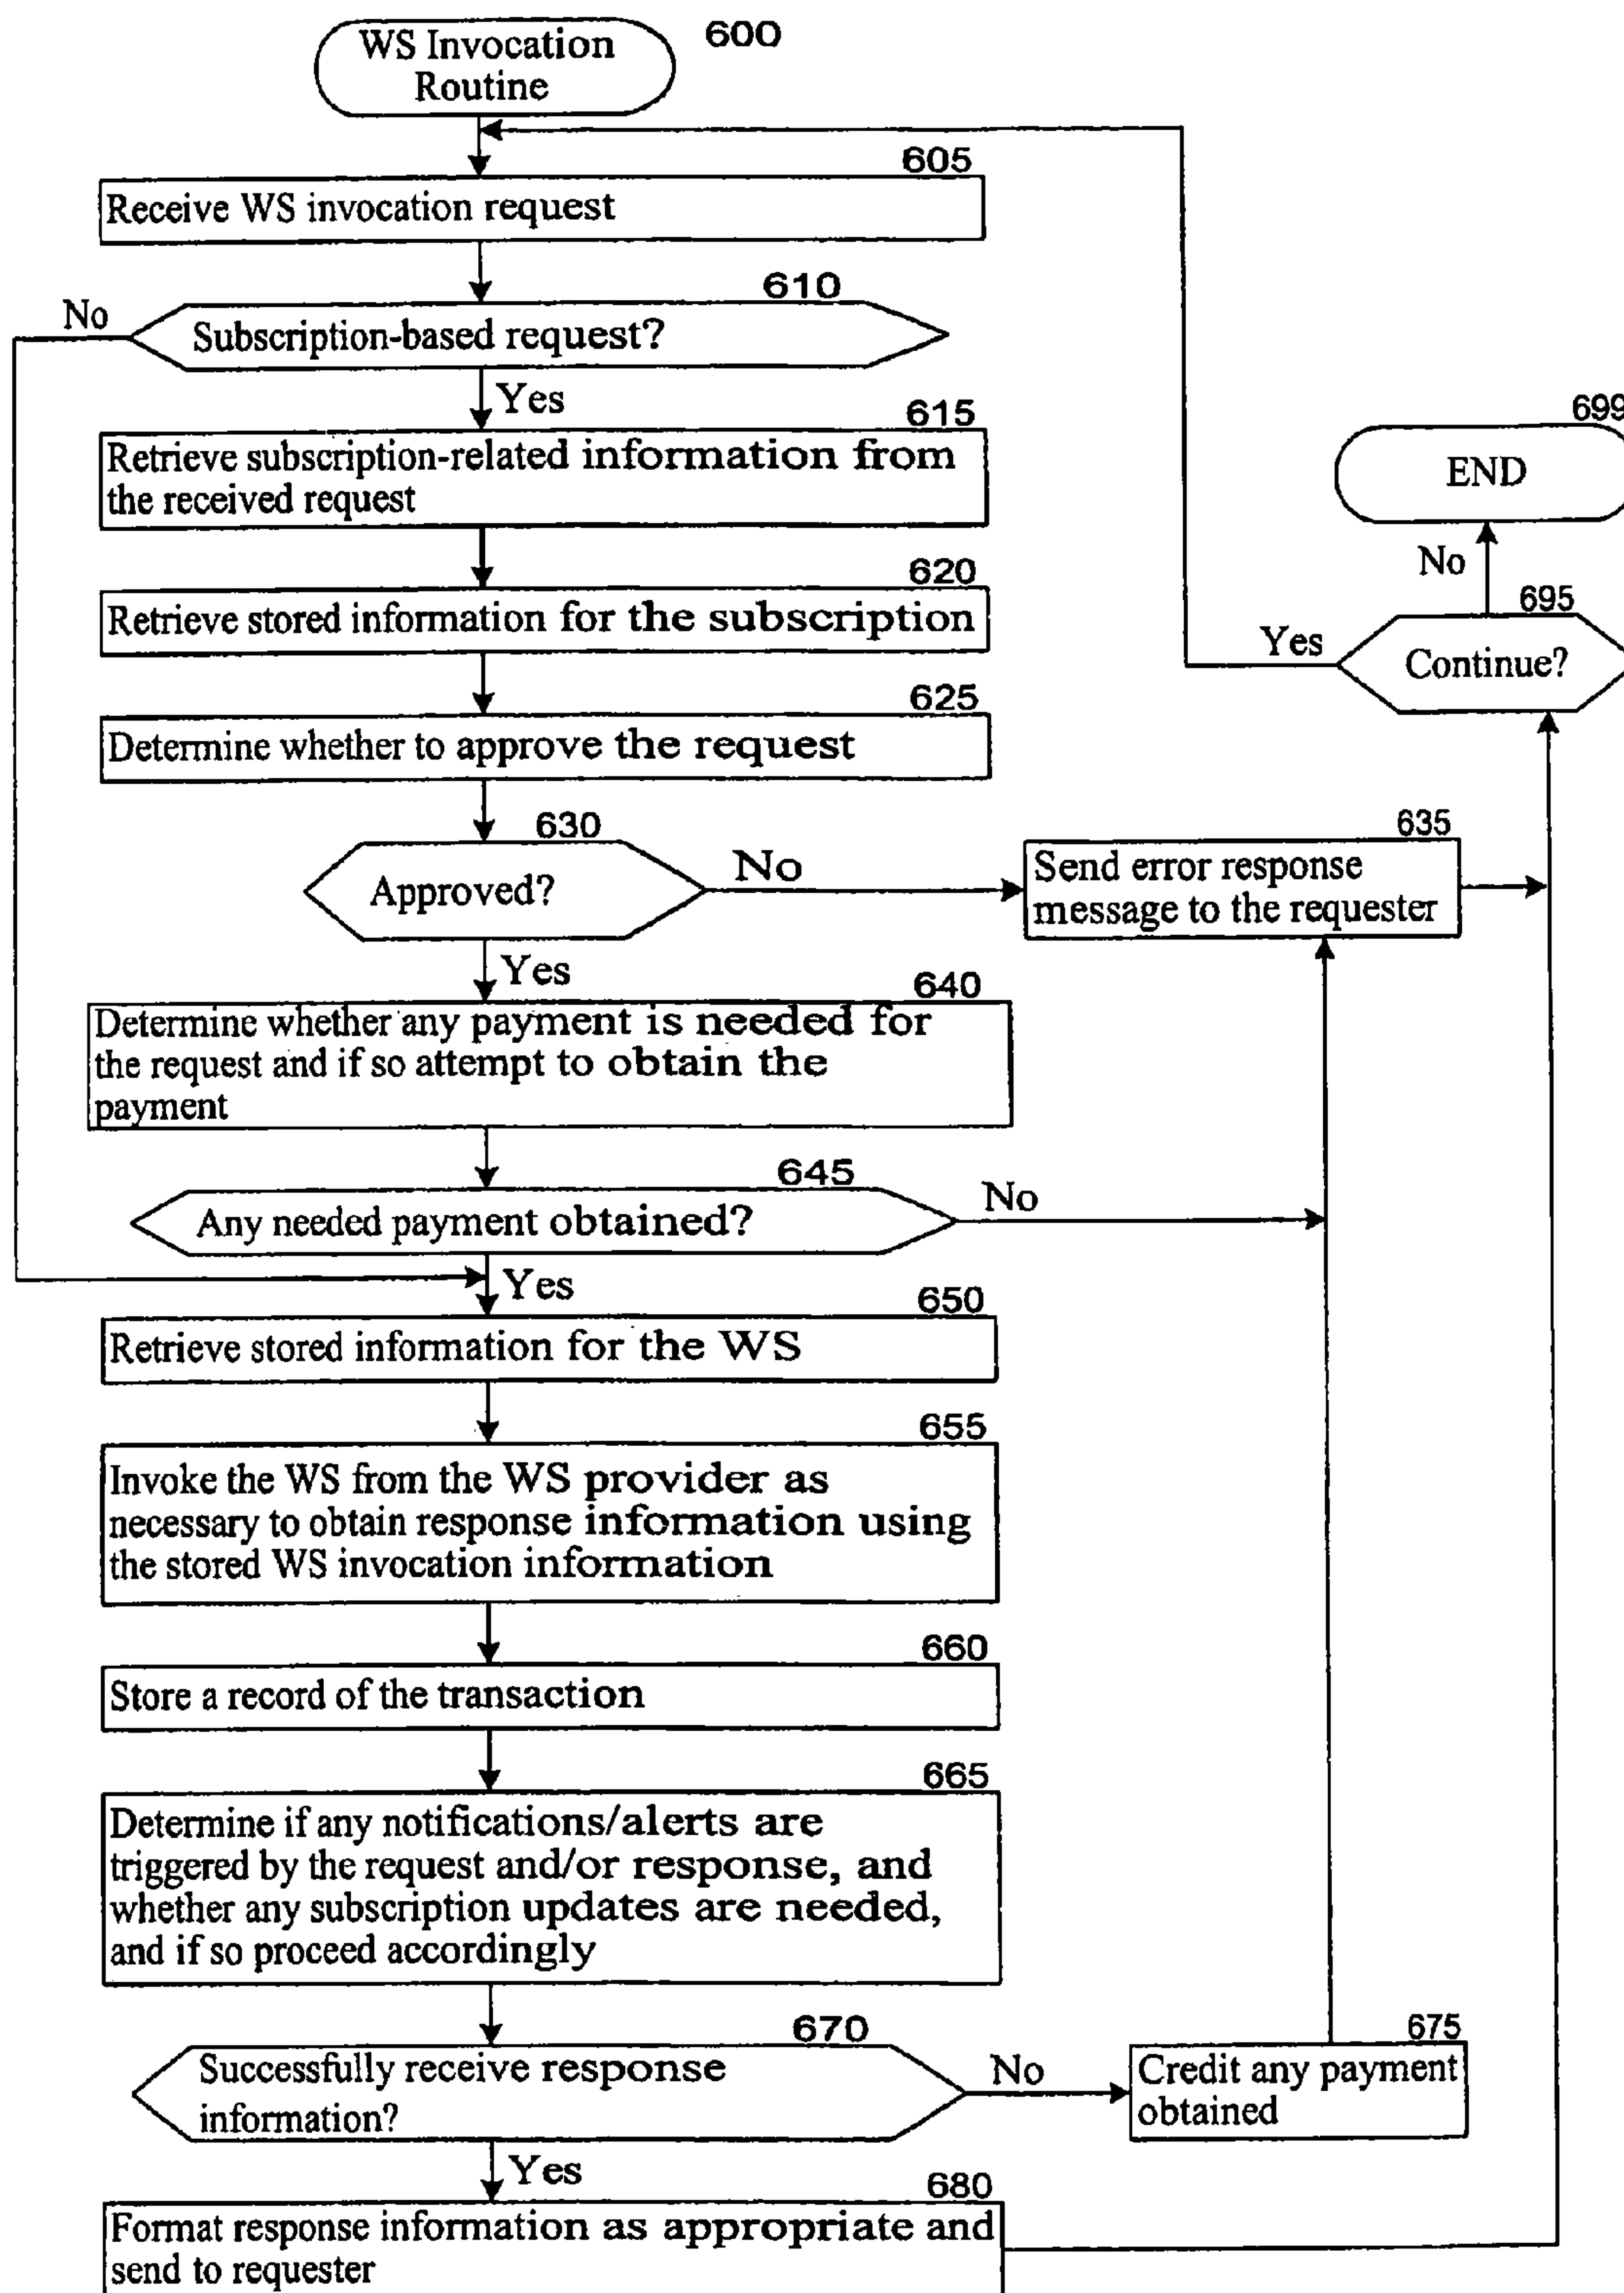 WS Invocation
Routine
600
605
Receive WS invocation request
610
No
Subscription-based request?
Yes
615
Retrieve subscription-related information from
the received request
699
END
No
620
Retrieve stored information for the subscription
695
Yes
Continue?
625
Determine whether to approve the request
630
Approved?
No
635
Send error response
message to the requester
Yes
640
Determine whether any payment is needed for
the request and if so attempt to obtain the
payment
645
Any needed payment obtained?
No
Yes
650
Retrieve stored information for the WS
655
Invoke the WS from the WS provider as
necessary to obtain response information using
the stored WS invocation information
660
Store a record of the transaction
665
Determine if any notifications/alerts are
triggered by the request and/or response, and
whether any subscription updates are needed,
and if so proceed accordingly
670
Successfully receive response
information?
No
675
Credit any payment
obtained
Yes
680
Format response information as appropriate and
send to requester